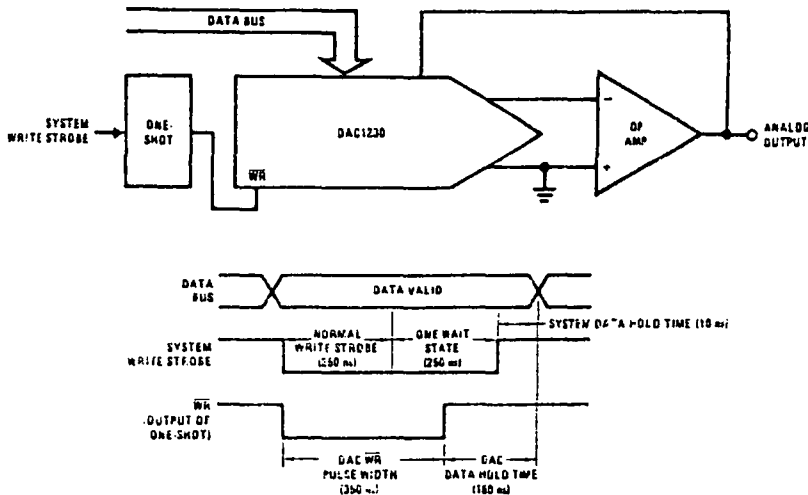 DATA BUS
SYSTEM
WRITE STROBE
ONE-
SHOT
DAC1230
WR
−
+
OP
AMP
ANALOG
OUTPUT
DATA
BUS
DATA VALID
SYSTEM DATA HOLD TIME (10 ns)
SYSTEM
WRITE STROBE
NORMAL
WRITE STROBE
(250 ns)
ONE WAIT
STATE
(250 ns)
WR
(OUTPUT OF
ONE-SHOT)
DAC WR
PULSE WIDTH
(350 ns)
DAC
DATA HOLD TIME